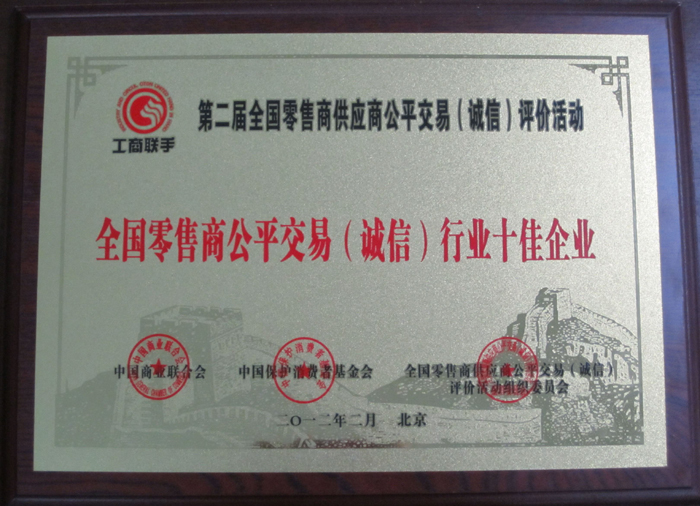 第二届全国零售商供应商公平交易（诚信）评价活动
工商联手
全国零售商公平交易（诚信）行业十佳企业
中国商业联合会
中国保护消费者基金会
全国零售商供应商公平交易（诚信）
评价活动组织委员会
二〇一二年二月　北京